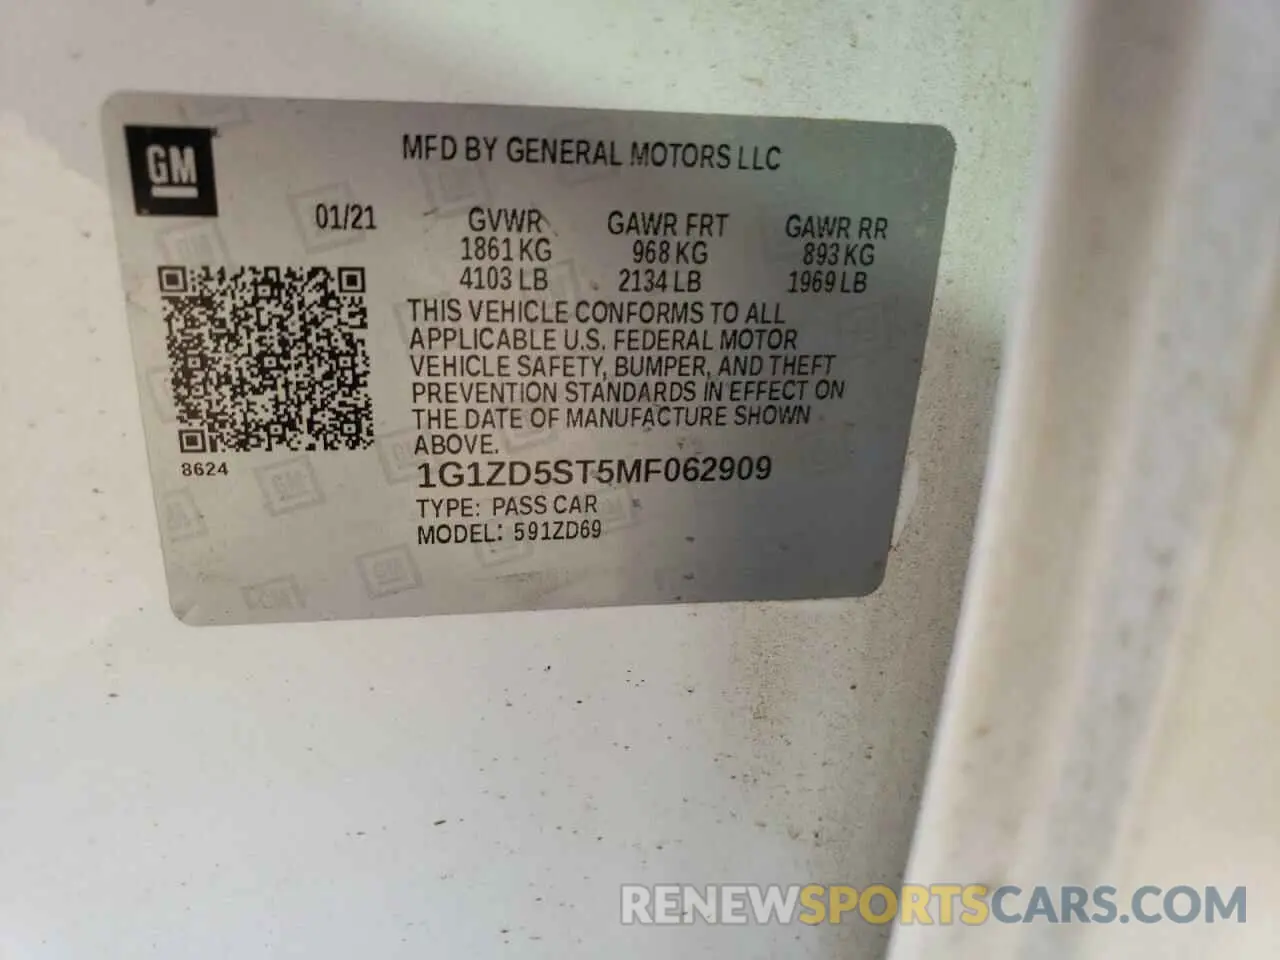 GM
MFD BY GENERAL MOTORS LLC
01/21 GVWR GAWR FRT GAWR RR
1861 KG 968 KG 893 KG
4103 LB 2134 LB 1969 LB
THIS VEHICLE CONFORMS TO ALL
APPLICABLE U.S. FEDERAL MOTOR
VEHICLE SAFETY, BUMPER, AND THEFT
PREVENTION STANDARDS IN EFFECT ON
THE DATE OF MANUFACTURE SHOWN
ABOVE.
8624
1G1ZD5ST5MF062909
TYPE: PASS CAR
MODEL: 591ZD69
RENEWSPORTSCARS.COM